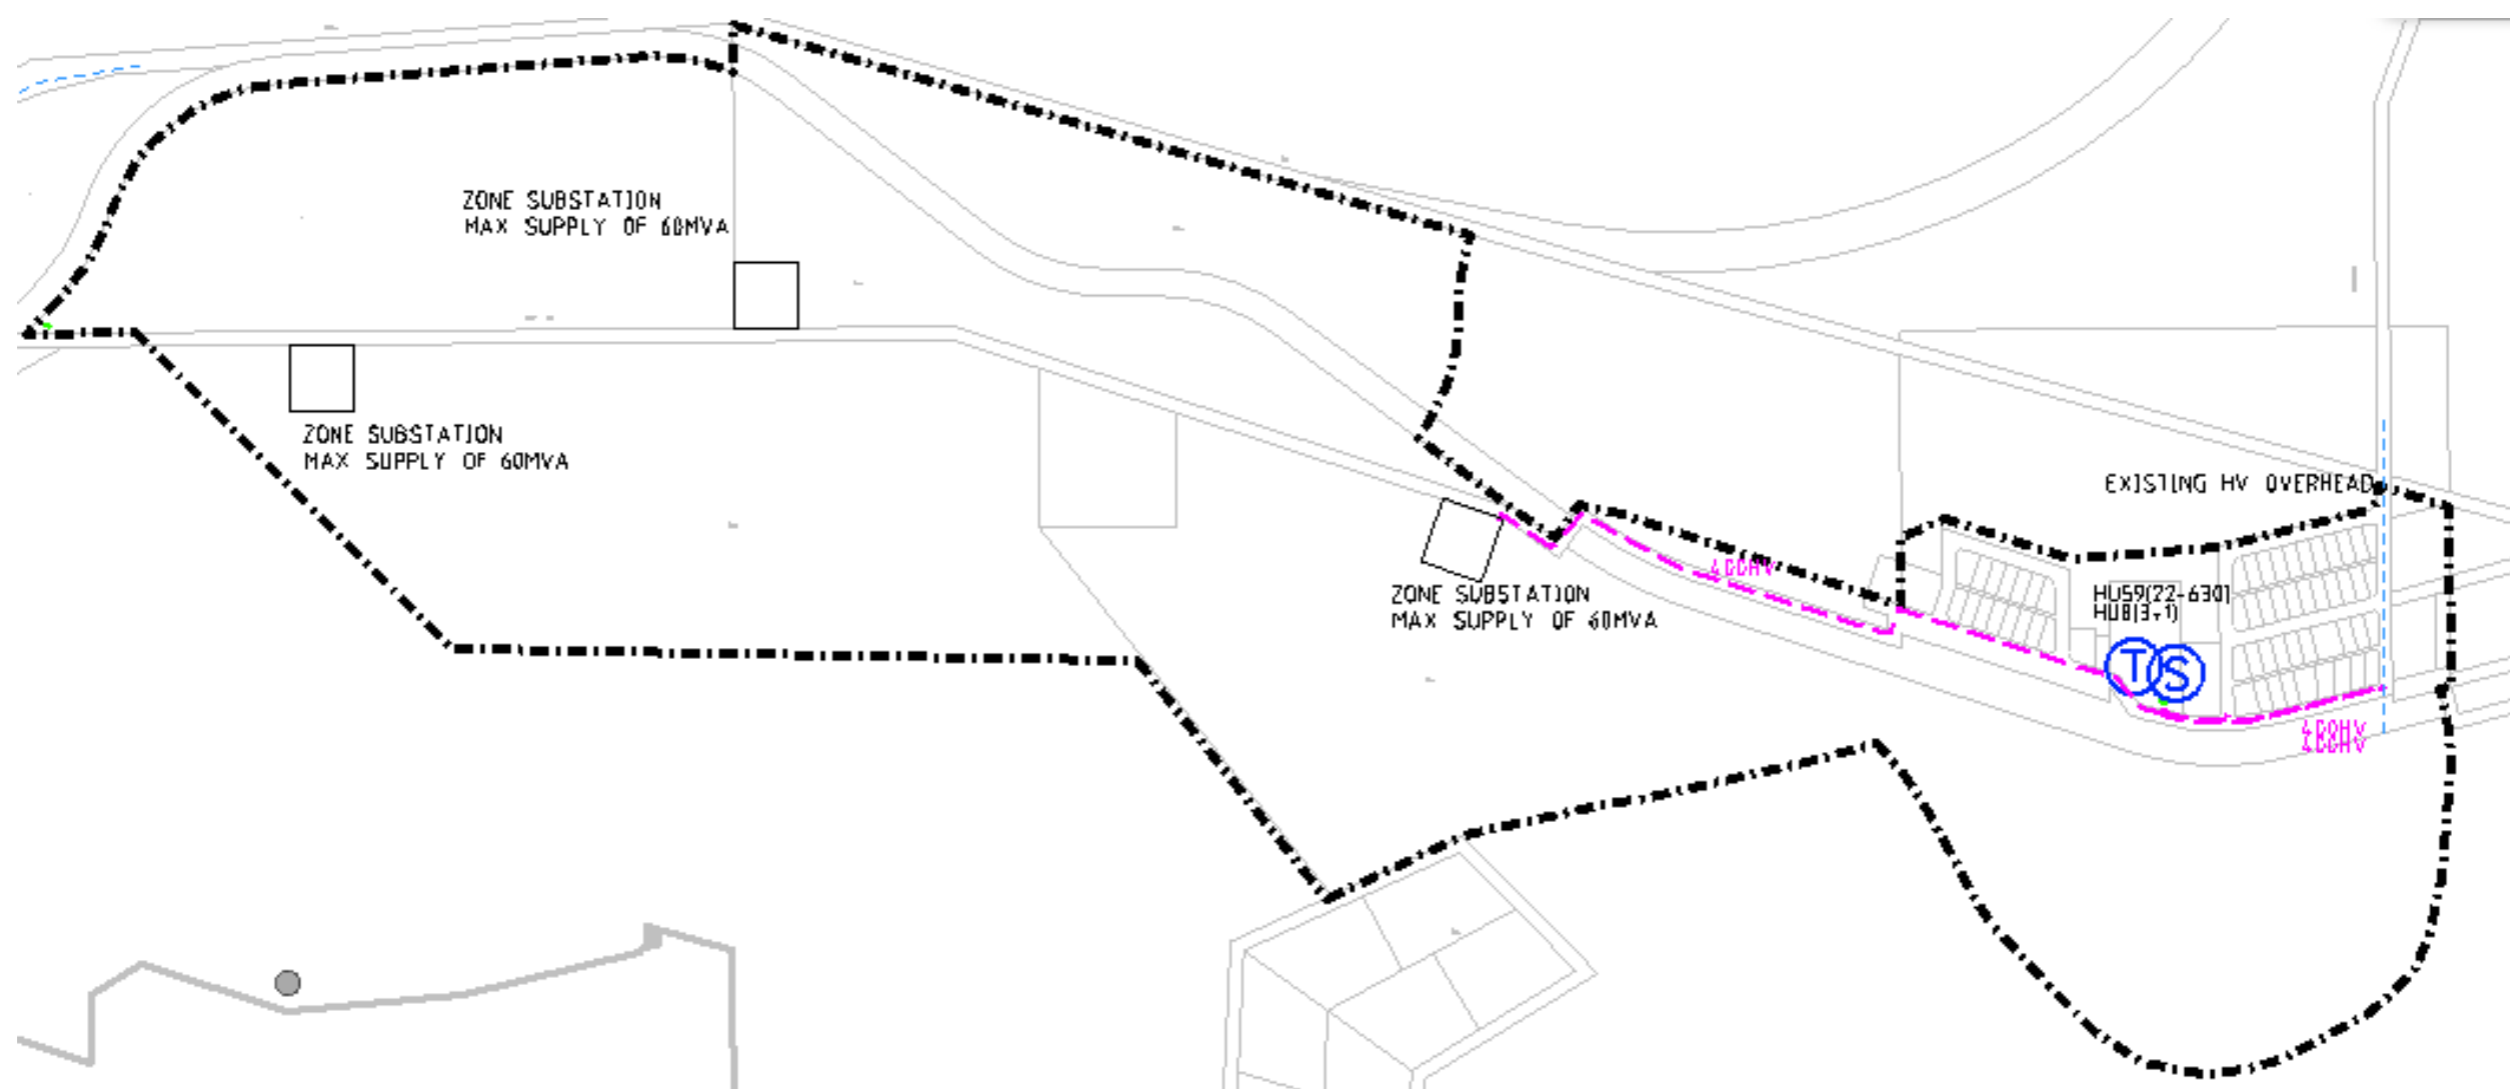 ZONE SUBSTATION
MAX SUPPLY OF 60MVA
ZONE SUBSTATION
MAX SUPPLY OF 60MVA
EXISTING HV OVERHEAD
ZONE SUBSTATION
MAX SUPPLY OF 60MVA
HU59(22-630)
HU8(3+1)
T
S